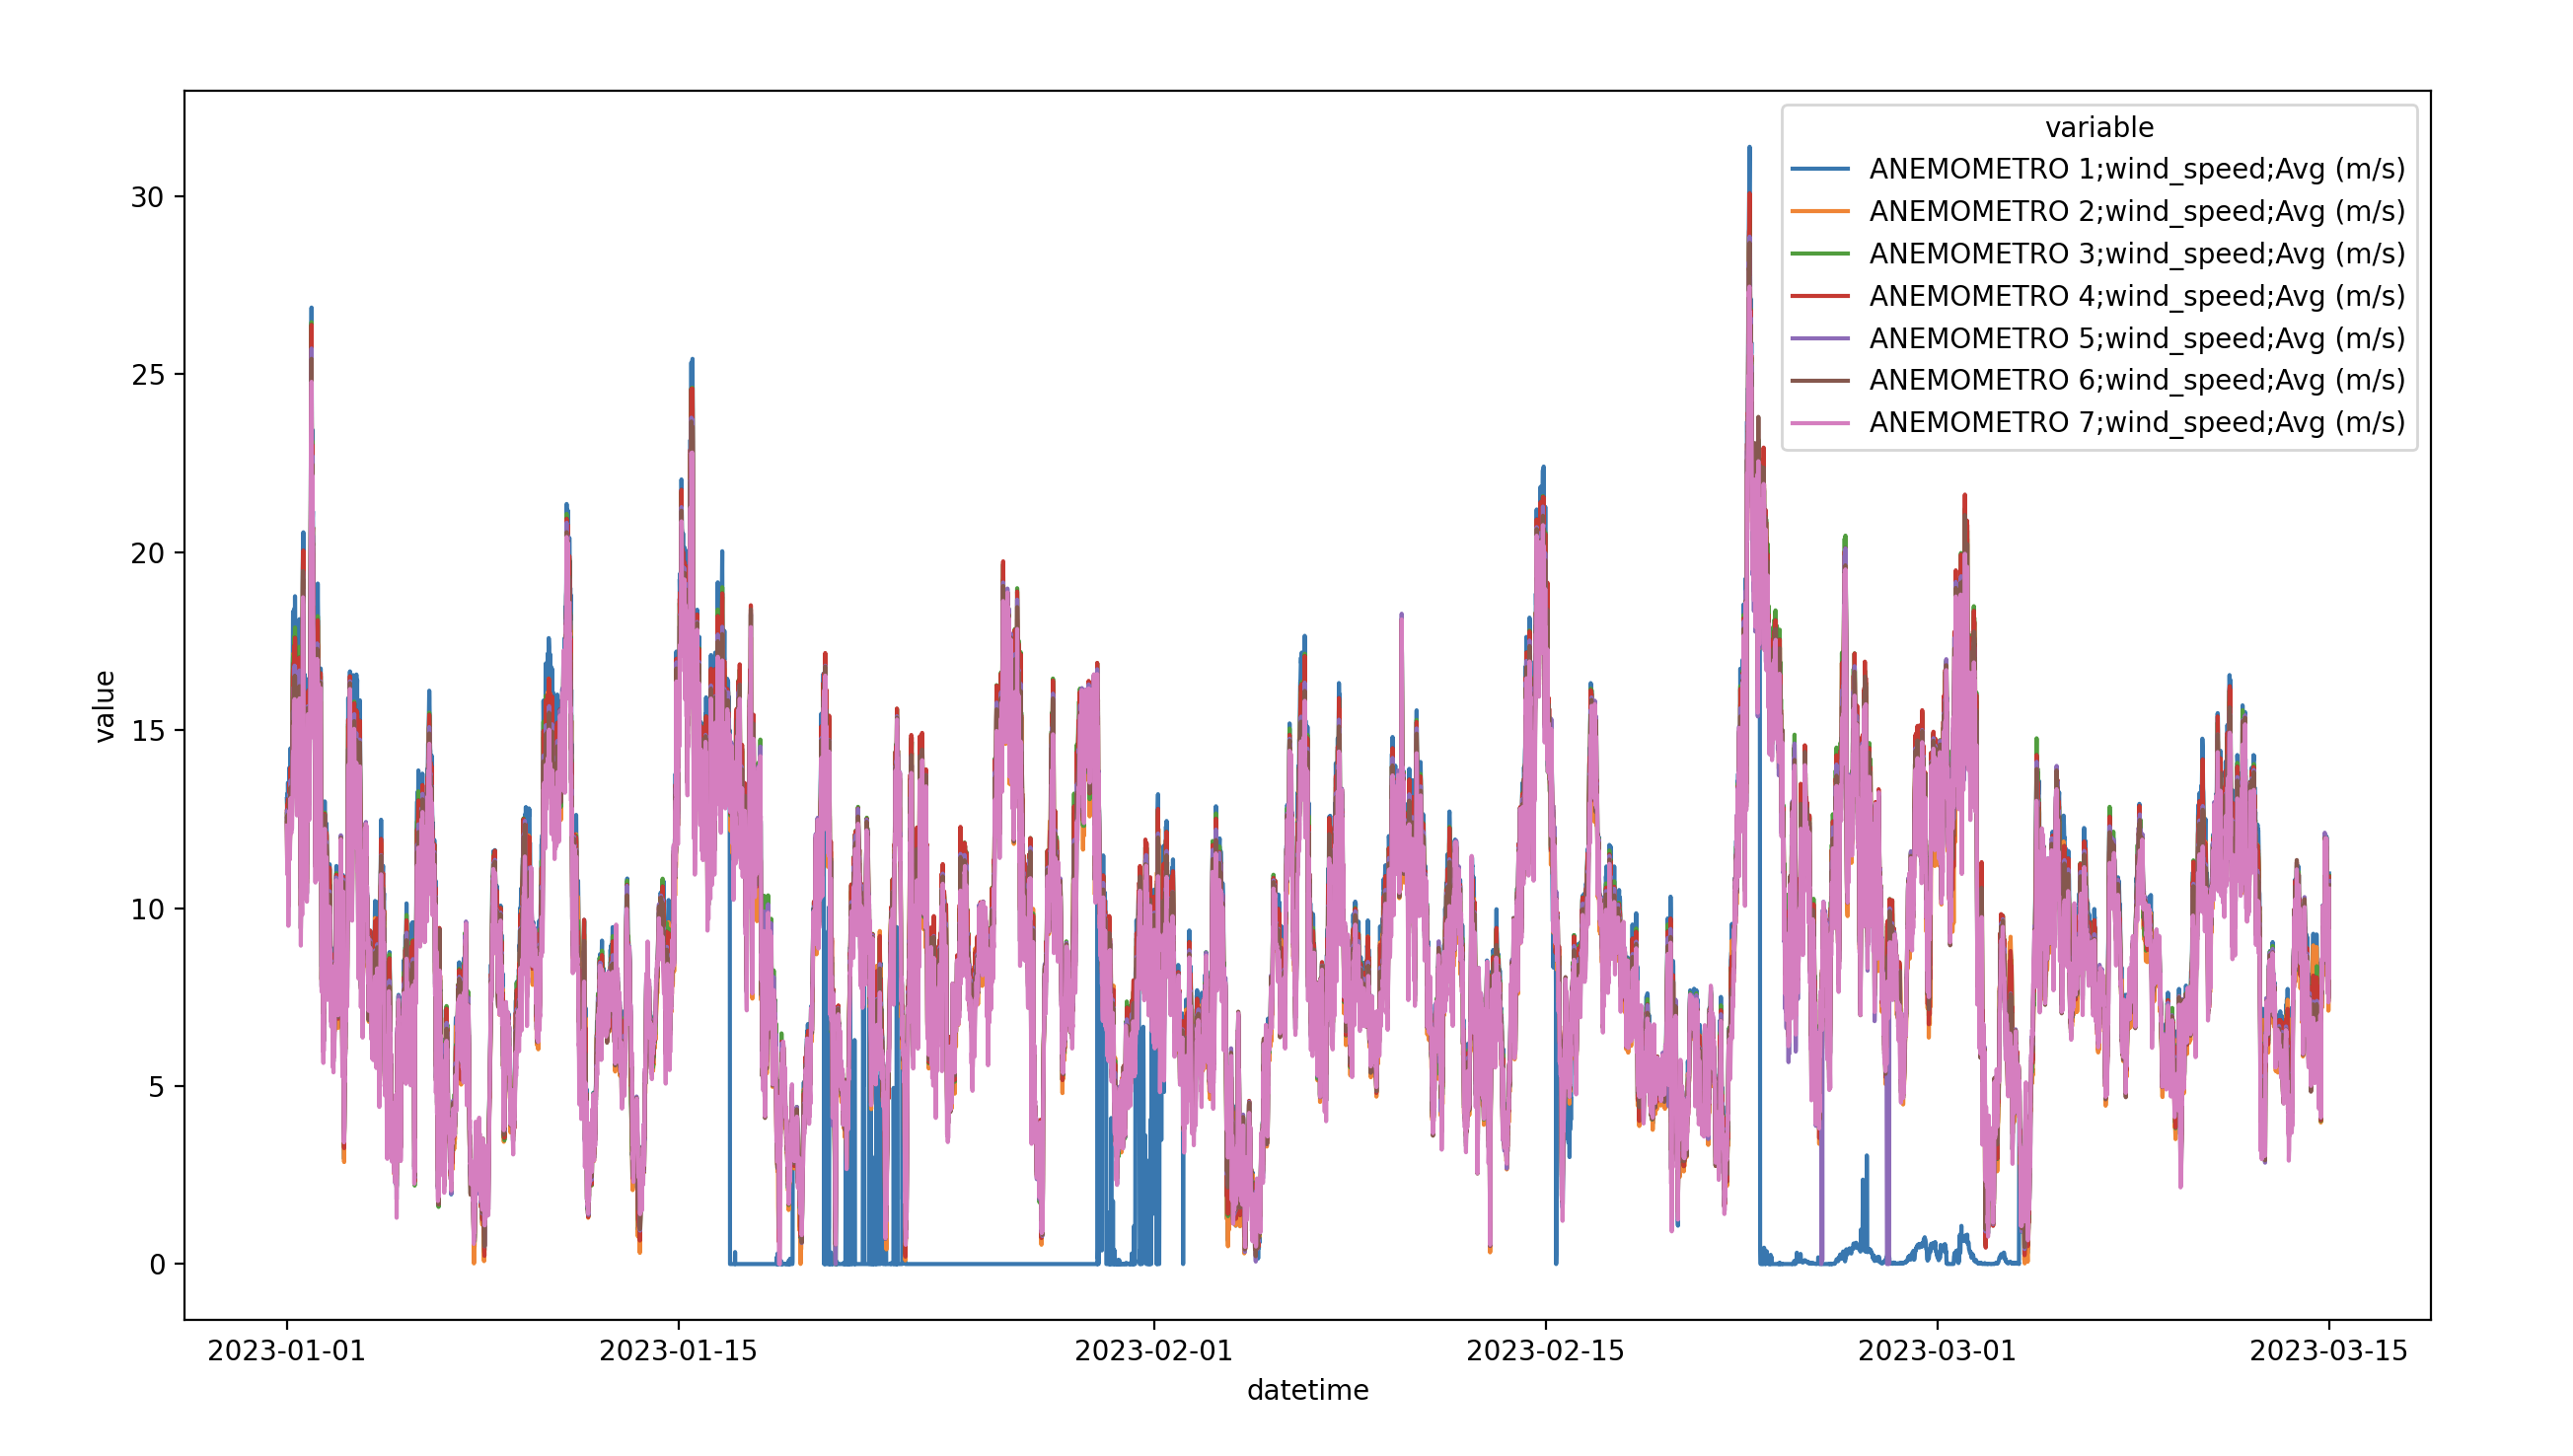 variable
ANEMOMETRO 1;wind_speed;Avg (m/s)
ANEMOMETRO 2;wind_speed;Avg (m/s)
ANEMOMETRO 3;wind_speed;Avg (m/s)
ANEMOMETRO 4;wind_speed;Avg (m/s)
ANEMOMETRO 5;wind_speed;Avg (m/s)
ANEMOMETRO 6;wind_speed;Avg (m/s)
ANEMOMETRO 7;wind_speed;Avg (m/s)
30
25
20
15
10
5
0
value
2023-01-01 2023-01-15 2023-02-01 2023-02-15 2023-03-01 2023-03-15
datetime